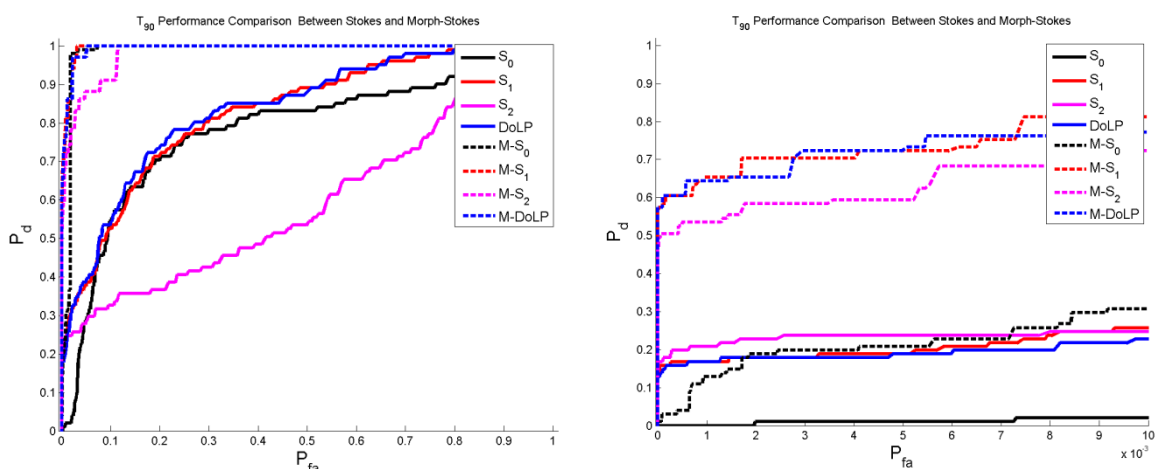 T90 Performance Comparison Between Stokes and Morph-Stokes
1
0.9
0.8
0.7
0.6
0.5
0.4
0.3
0.2
0.1
0
Pd
0 0.1 0.2 0.3 0.4 0.5 0.6 0.7 0.8 0.9 1
Pfa
S0
S1
S2
DoLP
M-S0
M-S1
M-S2
M-DoLP
T90 Performance Comparison Between Stokes and Morph-Stokes
1
0.9
0.8
0.7
0.6
0.5
0.4
0.3
0.2
0.1
0
Pd
0 1 2 3 4 5 6 7 8 9 10
x 10-3
Pfa
S0
S1
S2
DoLP
M-S0
M-S1
M-S2
M-DoLP